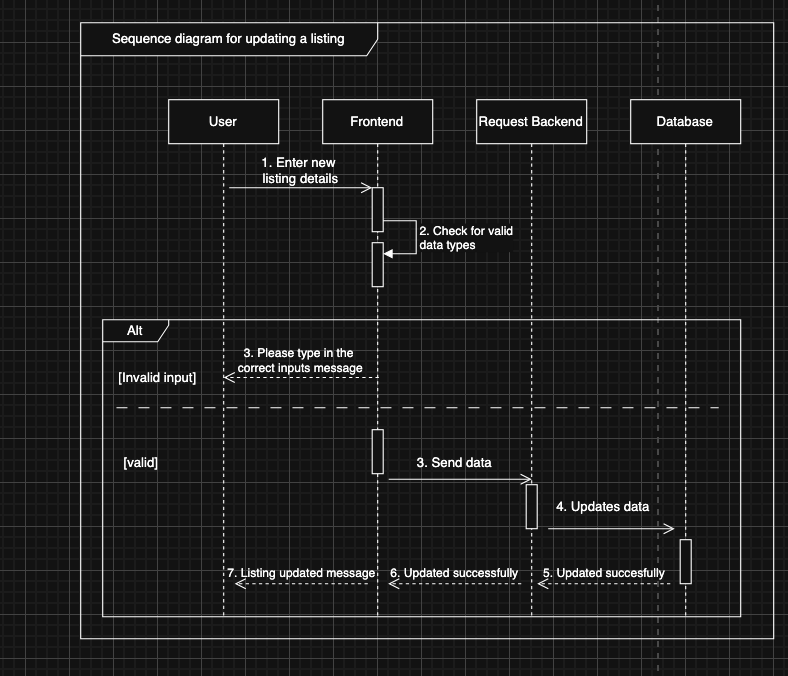 Sequence diagram for updating a listing
User
Frontend
Request Backend
Database
1. Enter new
listing details
2. Check for valid
data types
Alt
3. Please type in the
correct inputs message
[Invalid input]
[valid]
3. Send data
4. Updates data
7. Listing updated message
6. Updated successfully
5. Updated succesfully